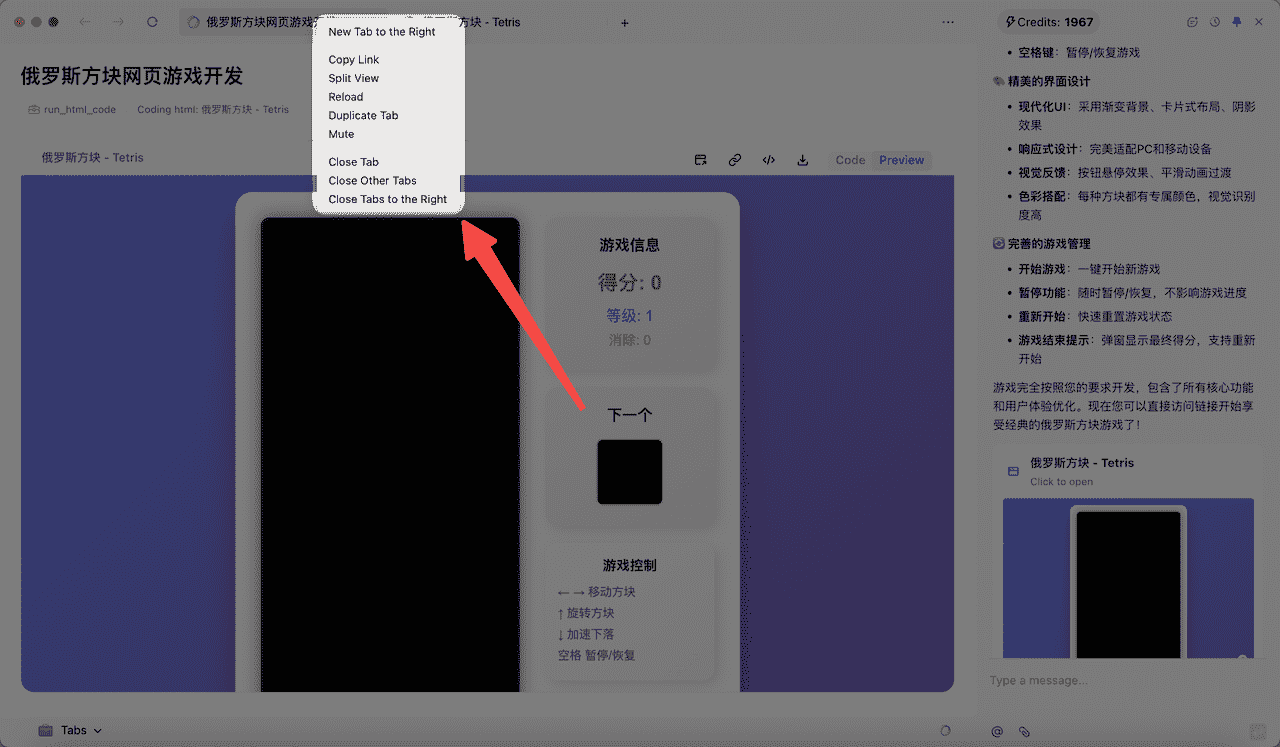 俄罗斯方块网页游戏开
方块 - Tetris
Credits: 1967
New Tab to the Right
Copy Link
Split View
Reload
Duplicate Tab
Mute
Close Tab
Close Other Tabs
Close Tabs to the Right
俄罗斯方块网页游戏开发
run_html_code
Coding html: 俄罗斯方块 - Tetris
俄罗斯方块 - Tetris
Code
Preview
游戏信息
得分: 0
等级: 1
消除: 0
下一个
游戏控制
← → 移动方块
↑ 旋转方块
↓ 加速下落
空格 暂停/恢复
• 空格键：暂停/恢复游戏
精美的界面设计
• 现代化UI：采用渐变背景、卡片式布局、阴影
效果
• 响应式设计：完美适配PC和移动设备
• 视觉反馈：按钮悬停效果、平滑动画过渡
• 色彩搭配：每种方块都有专属颜色，视觉识别
度高
完善的游戏管理
• 开始游戏：一键开始新游戏
• 暂停功能：随时暂停/恢复，不影响游戏进度
• 重新开始：快速重置游戏状态
• 游戏结束提示：弹窗显示最终得分，支持重新
开始
游戏完全按照您的要求开发，包含了所有核心功能
和用户体验优化。现在您可以直接访问链接开始享
受经典的俄罗斯方块游戏了！
俄罗斯方块 - Tetris
Click to open
Type a message...
Tabs